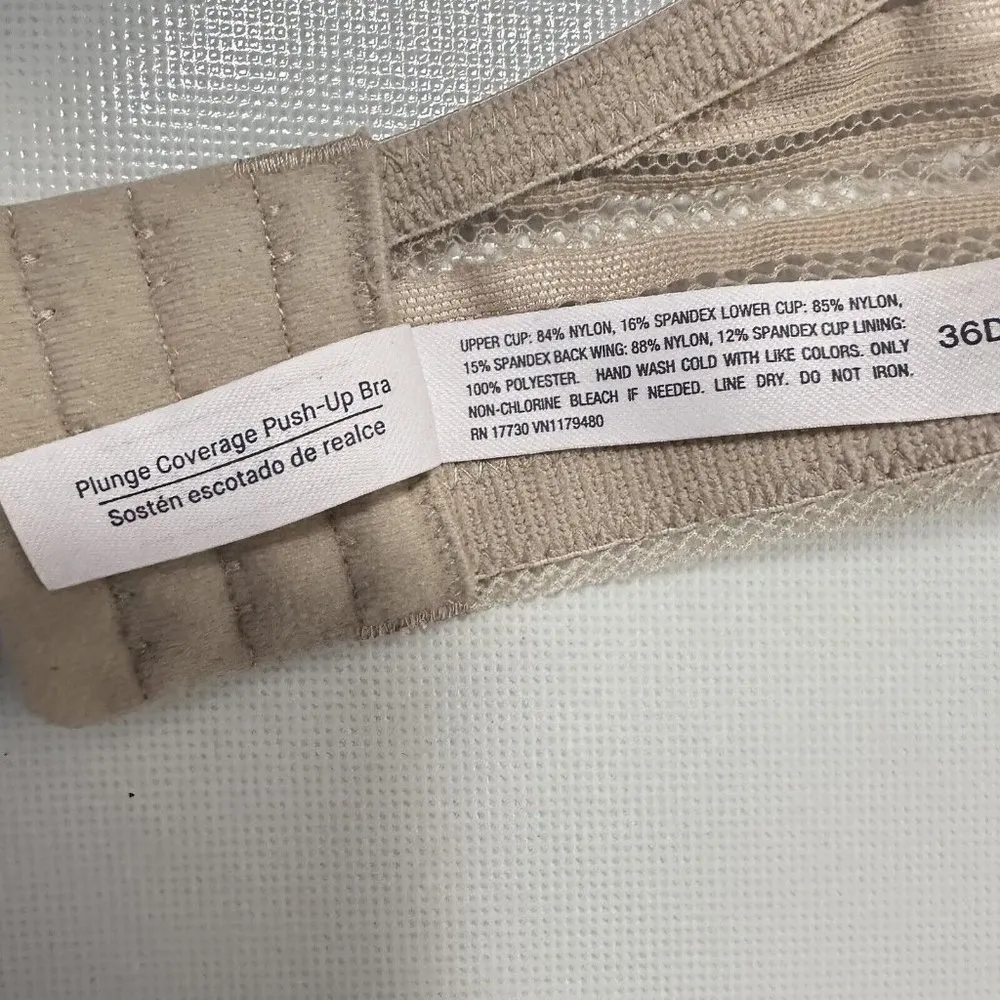 Plunge Coverage Push-Up Bra
Sostén escotado de realce
UPPER CUP: 84% NYLON, 16% SPANDEX LOWER CUP: 85% NYLON,
15% SPANDEX BACK WING: 88% NYLON, 12% SPANDEX CUP LINING:
100% POLYESTER. HAND WASH COLD WITH LIKE COLORS. ONLY
NON-CHLORINE BLEACH IF NEEDED. LINE DRY. DO NOT IRON.
RN 17730 VN1179480
36D